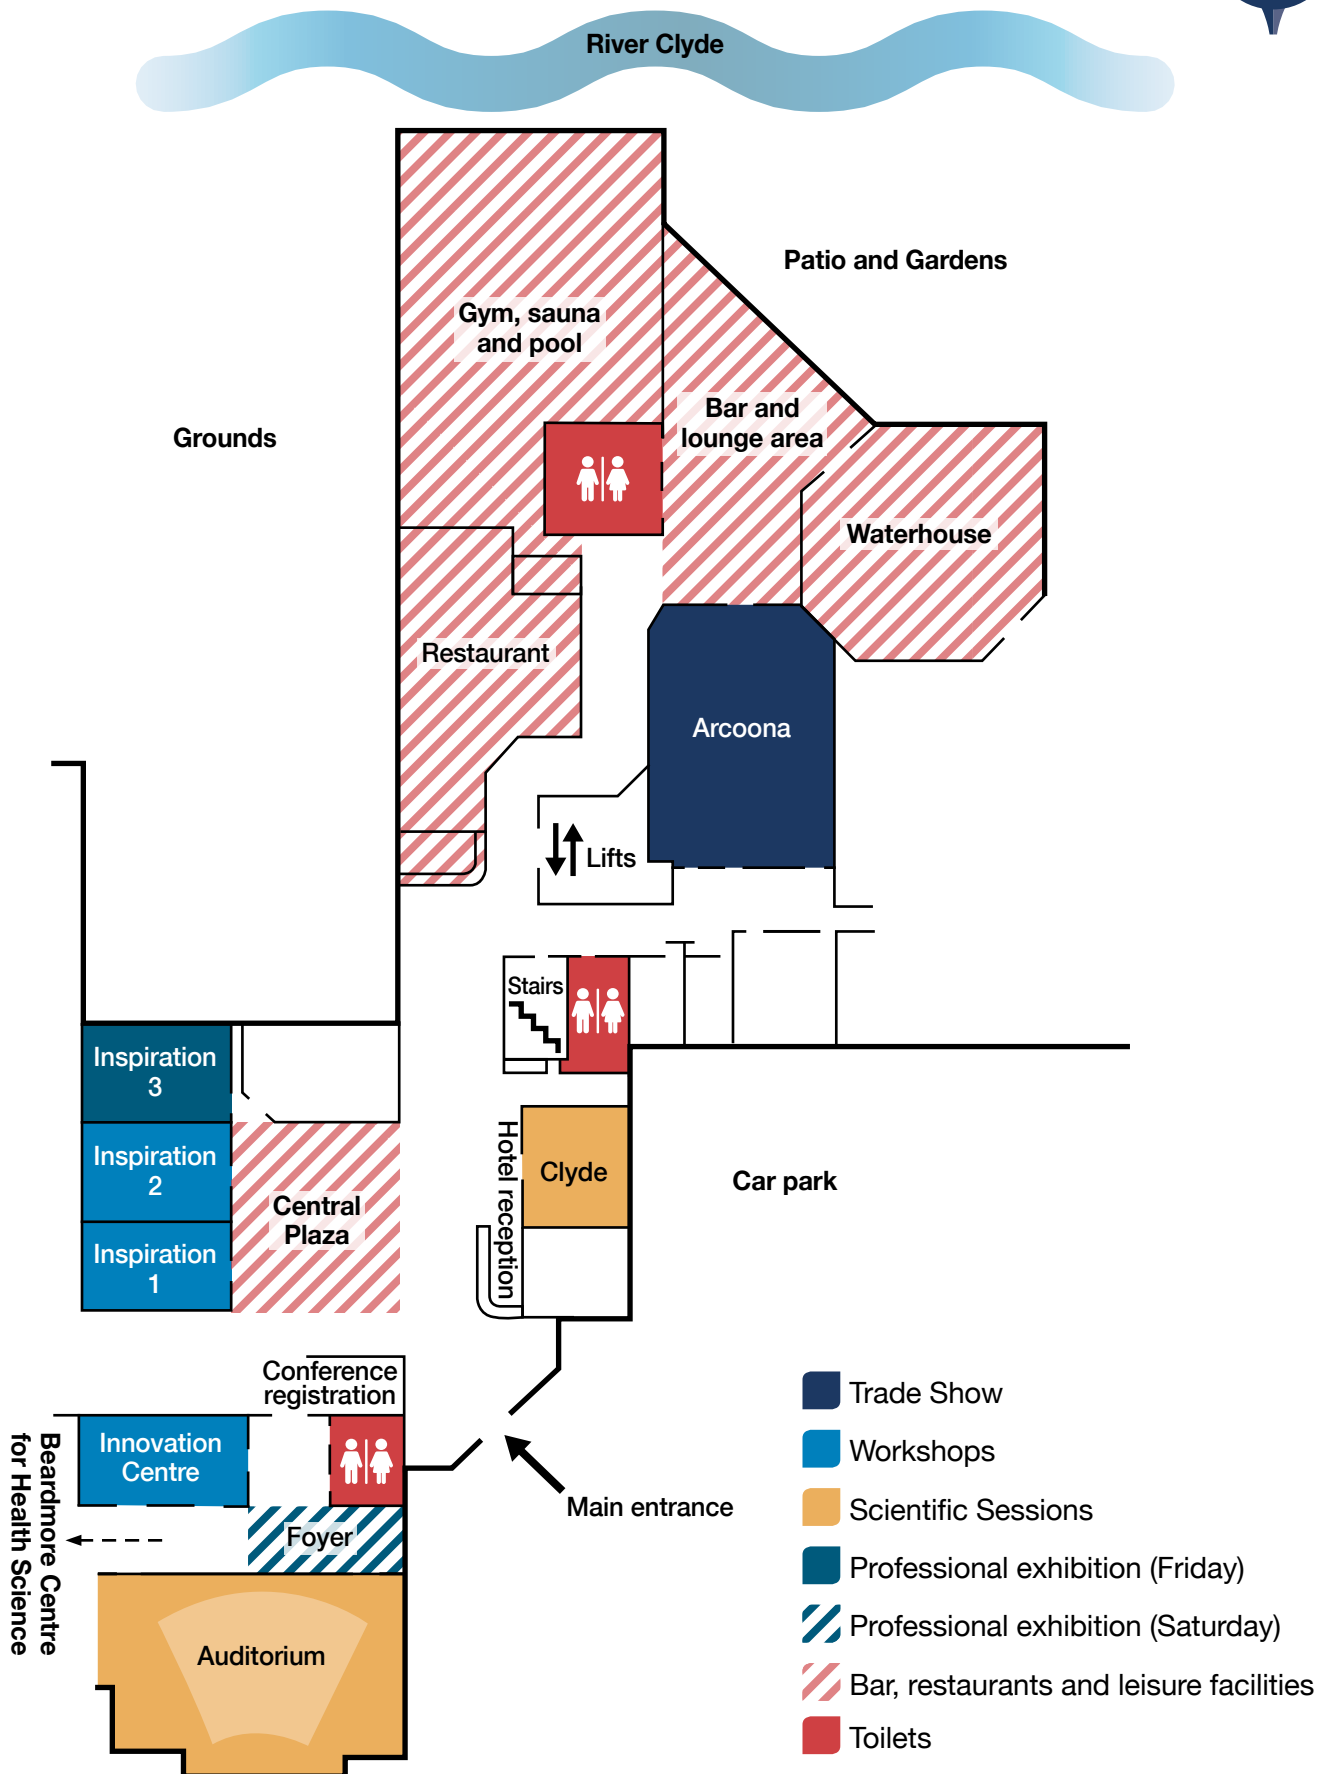 River Clyde
Patio and Gardens
Gym, sauna
and pool
Bar and
lounge area
Grounds
Waterhouse
Restaurant
Arcoona
Lifts
Stairs
Inspiration
3
Inspiration
2
Inspiration
1
Central
Plaza
Hotel reception
Clyde
Car park
Conference
registration
Innovation
Centre
Beardmore Centre
for Health Science
Foyer
Main entrance
Auditorium
Trade Show
Workshops
Scientific Sessions
Professional exhibition (Friday)
Professional exhibition (Saturday)
Bar, restaurants and leisure facilities
Toilets